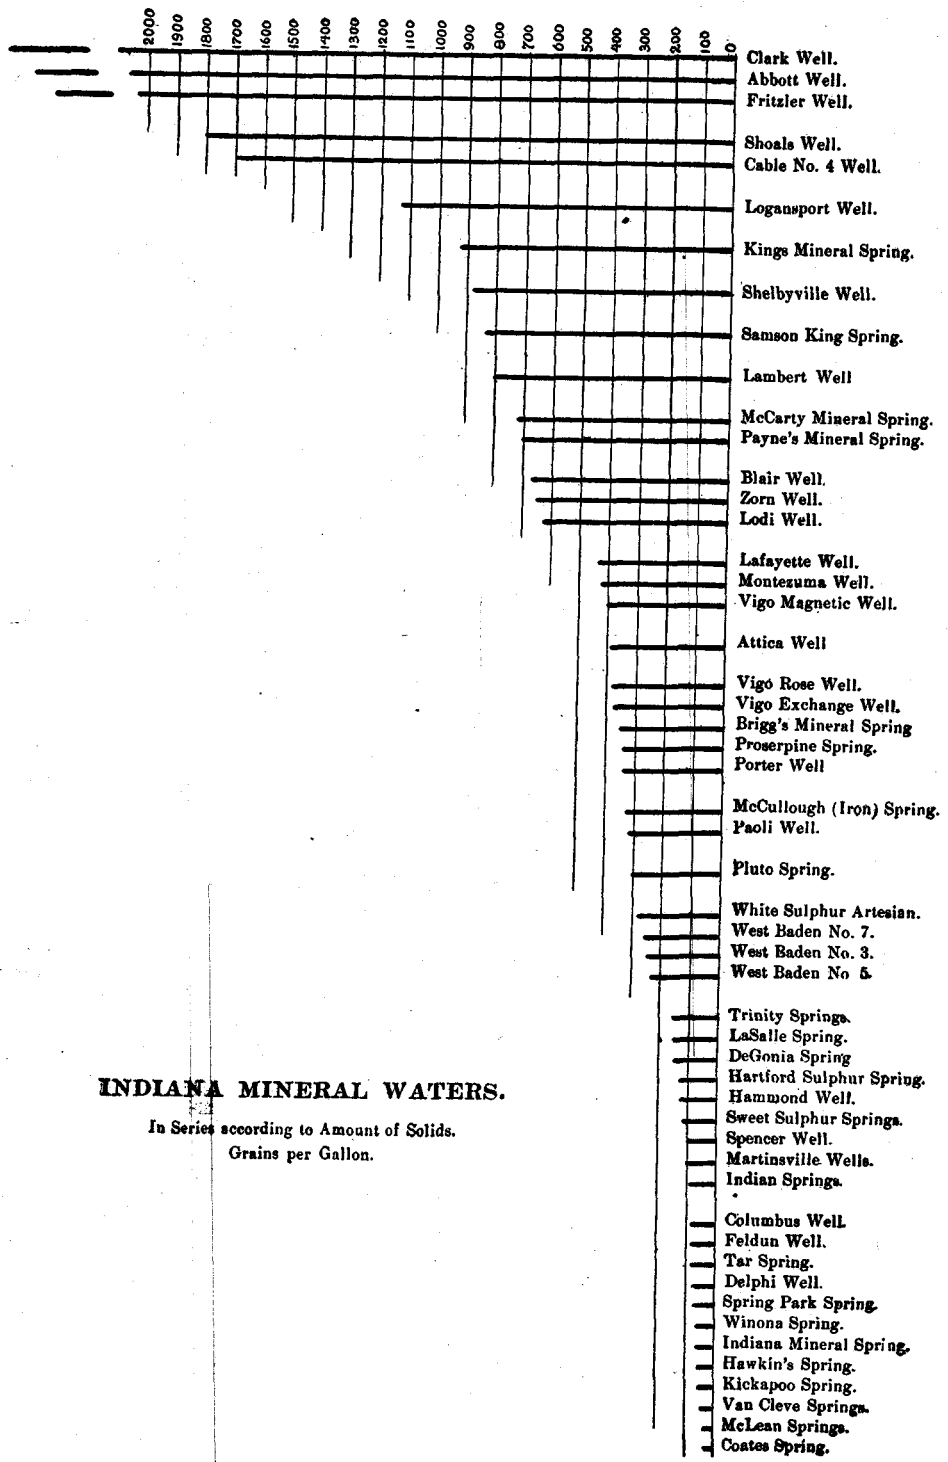 2000 1900 1800 1700 1600 1500 1400 1300 1200 1100 1000 900 800 700 600 500 400 300 200 100 0
Clark Well.
Abbott Well.
Fritzler Well.
Shoals Well.
Cable No. 4 Well.
Logansport Well.
Kings Mineral Spring.
Shelbyville Well.
Samson King Spring.
Lambert Well
McCarty Mineral Spring.
Payne's Mineral Spring.
Blair Well.
Zorn Well.
Lodi Well.
Lafayette Well.
Montezuma Well.
Vigo Magnetic Well.
Attica Well
Vigo Rose Well.
Vigo Exchange Well.
Brigg's Mineral Spring
Proserpine Spring.
Porter Well
McCullough (Iron) Spring.
Paoli Well.
Pluto Spring.
White Sulphur Artesian.
West Baden No. 7.
West Baden No. 3.
West Baden No 5.
Trinity Springs.
LaSalle Spring.
DeGonia Spring
Hartford Sulphur Spring.
Hammond Well.
Sweet Sulphur Springs.
Spencer Well.
Martinsville Wells.
Indian Springs.
Columbus Well.
Feldun Well.
Tar Spring.
Delphi Well.
Spring Park Spring.
Winona Spring.
Indiana Mineral Spring.
Hawkin's Spring.
Kickapoo Spring.
Van Cleve Springs.
McLean Springs.
Coates Spring.
INDIANA MINERAL WATERS.
In Series according to Amount of Solids.
Grains per Gallon.